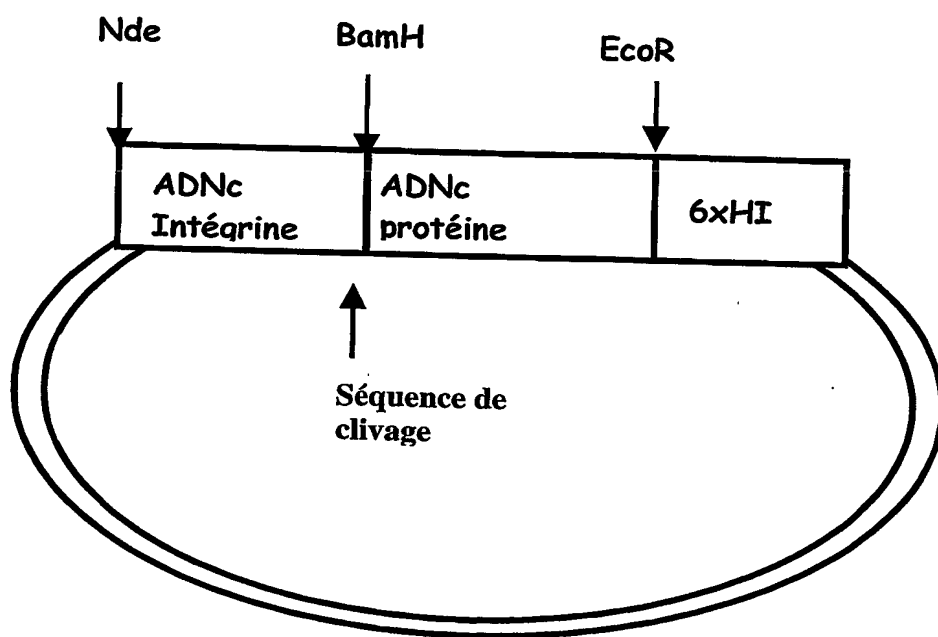 Nde
BamH
EcoR
ADNc
Intégrine
ADNc
protéine
6xHI
Séquence de
clivage